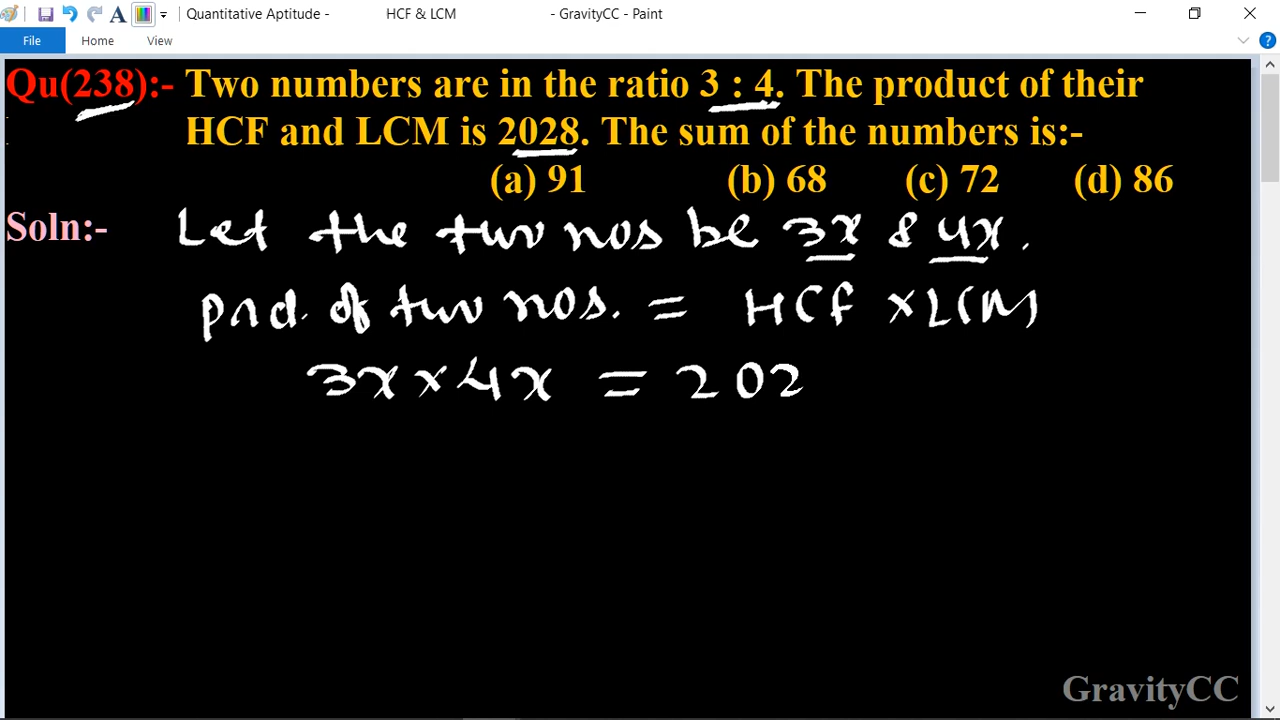 Quantitative Aptitude - HCF & LCM - GravityCC - Paint
File Home View
Qu(238):- Two numbers are in the ratio 3 : 4. The product of their
HCF and LCM is 2028. The sum of the numbers is:-
(a) 91 (b) 68 (c) 72 (d) 86
Soln:- Let the two nos be 3x & 4x.
prod. of two nos. = HCF × LCM
3x × 4x = 202
GravityCC